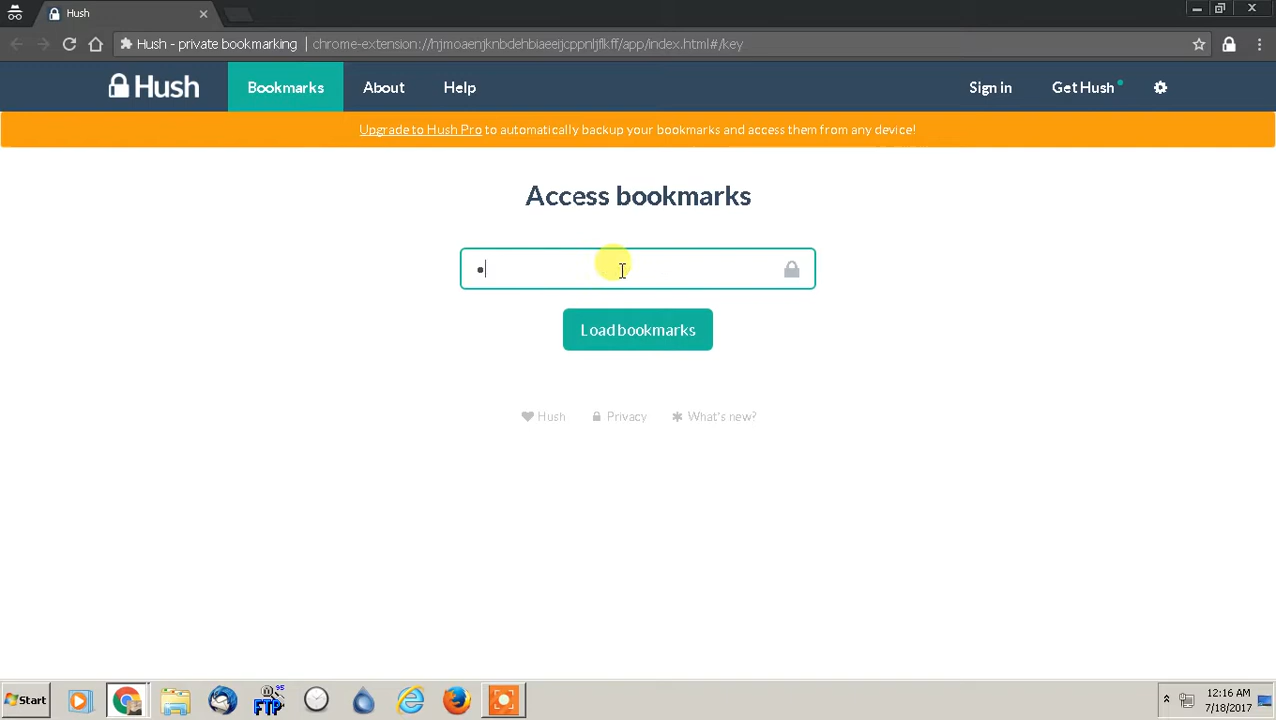 Hush
Hush - private bookmarking chrome-extension://njmoaenjknbdehbiaeeijcppnljflkff/app/index.html#/key
Hush Bookmarks About Help Sign in Get Hush
Upgrade to Hush Pro to automatically backup your bookmarks and access them from any device!
Access bookmarks
Load bookmarks
Hush Privacy What's new?
Start FTP 95 12:16 AM
7/18/2017